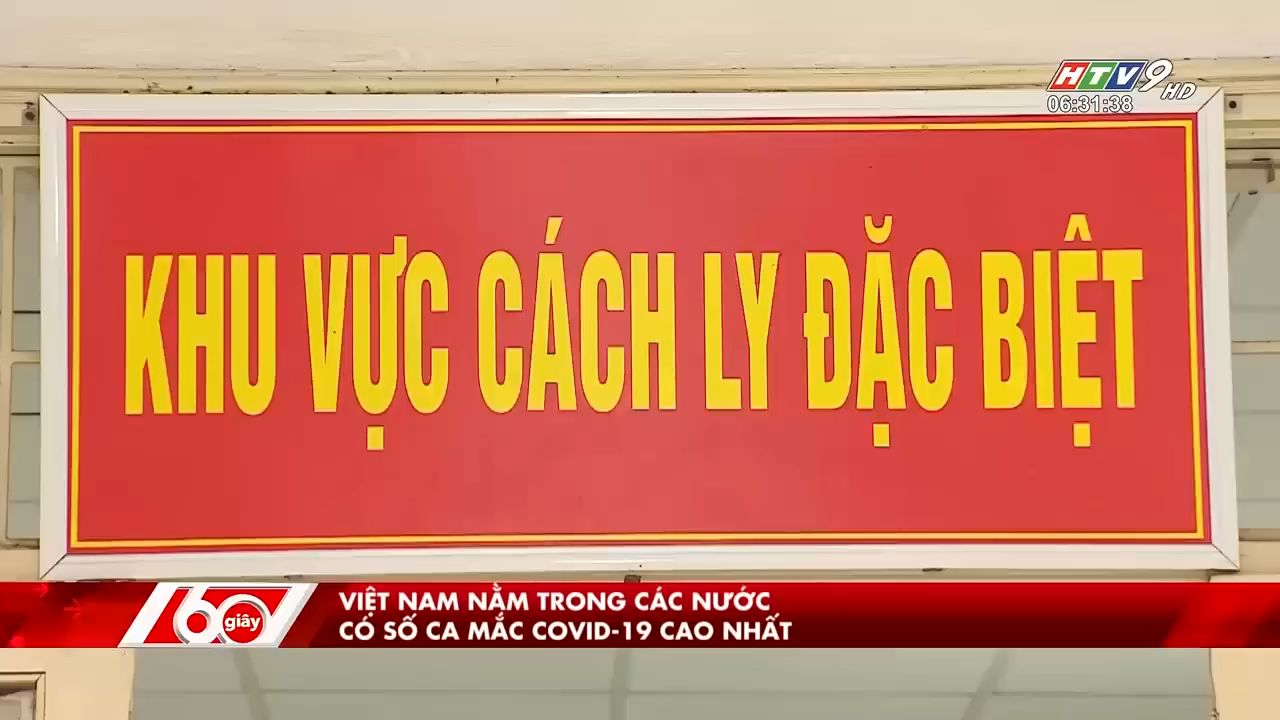 HTV9 HD
06:31:38
KHU VỰC CÁCH LY ĐẶC BIỆT
60 giây
VIỆT NAM NẰM TRONG CÁC NƯỚC
CÓ SỐ CA MẮC COVID-19 CAO NHẤT